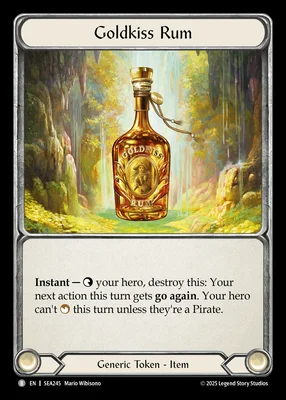 Goldkiss Rum
GOLDKISS
RUM
Instant — your hero, destroy this: Your
next action this turn gets go again. Your hero
can't this turn unless they're a Pirate.
Generic Token - Item
EN | SEA245 Mario Wibisono
© 2025 Legend Story Studios